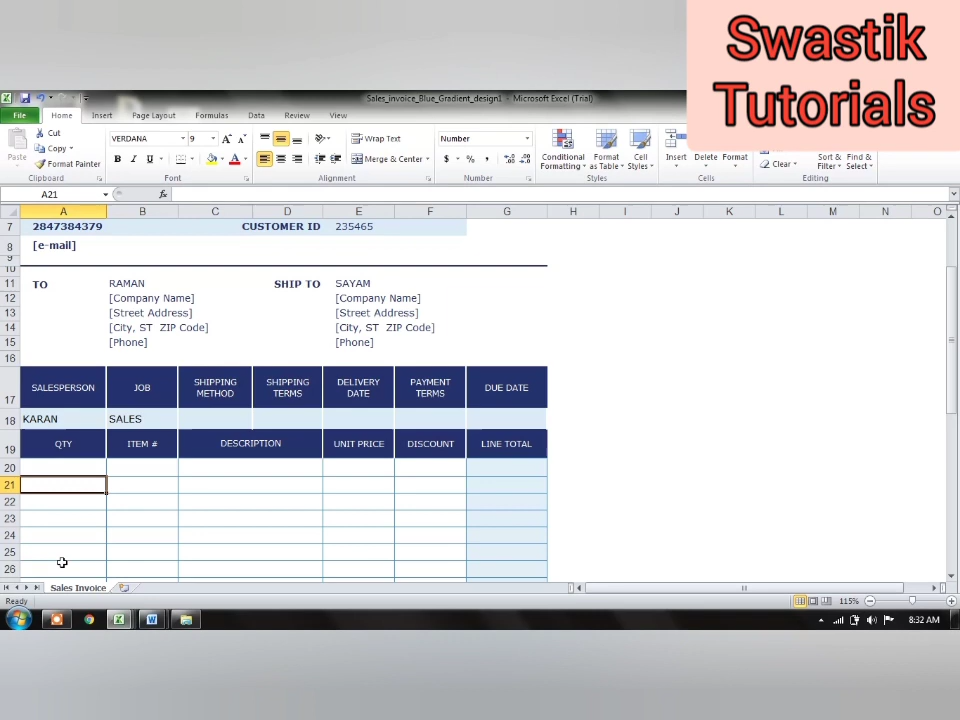 Swastik
Tutorials
Sales_invoice_Blue_Gradient_design1 - Microsoft Excel (Trial)
File Home Insert Page Layout Formulas Data Review View
Paste
Cut
Copy
Format Painter
Clipboard
VERDANA 9
B I U
Font
Wrap Text
Merge & Center
Alignment
Number
$ % ,
Number
Conditional Formatting
Format as Table
Cell Styles
Styles
Insert Delete Format
Cells
Clear
Sort & Filter
Find & Select
Editing
A21 fx
A B C D E F G H I J K L M N O
7 2847384379 CUSTOMER ID 235465
8 [e-mail]
9
10
11 TO RAMAN SHIP TO SAYAM
12 [Company Name] [Company Name]
13 [Street Address] [Street Address]
14 [City, ST ZIP Code] [City, ST ZIP Code]
15 [Phone] [Phone]
16
17 SALESPERSON JOB SHIPPING METHOD SHIPPING TERMS DELIVERY DATE PAYMENT TERMS DUE DATE
18 KARAN SALES
19 QTY ITEM # DESCRIPTION UNIT PRICE DISCOUNT LINE TOTAL
20
21
22
23
24
25
26
Sales Invoice
Ready 115%
8:32 AM